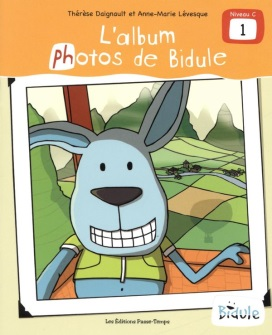 Thérèse Daignault et Anne-Marie Lévesque
Niveau C
1
L'album
photos de Bidule
Bidule
Les Éditions Passe-Temps